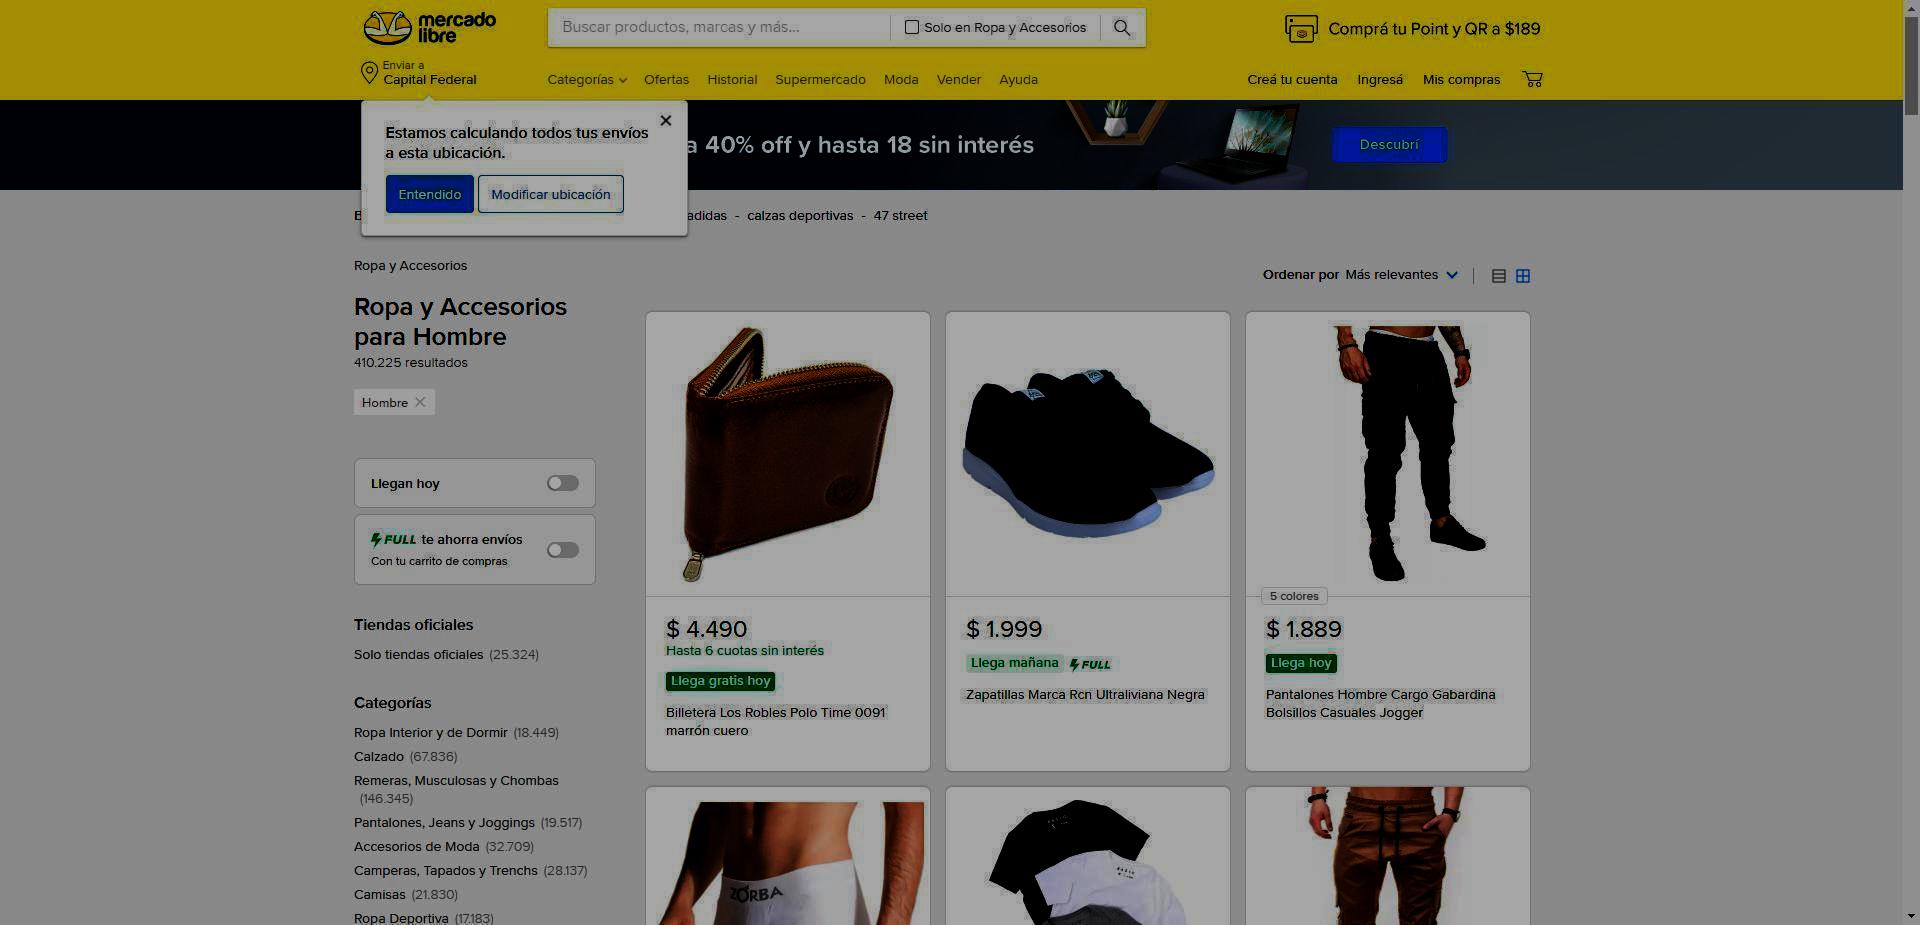 mercado libre
Buscar productos, marcas y más...
Solo en Ropa y Accesorios
Comprá tu Point y QR a $189
Enviar a
Capital Federal
Categorías
Ofertas
Historial
Supermercado
Moda
Vender
Ayuda
Creá tu cuenta
Ingresá
Mis compras
Estamos calculando todos tus envíos
a esta ubicación.
Entendido
Modificar ubicación
a 40% off y hasta 18 sin interés
Descubrí
adidas - calzas deportivas - 47 street
Ropa y Accesorios
Ropa y Accesorios
para Hombre
410.225 resultados
Hombre
Ordenar por Más relevantes
Llegan hoy
FULL te ahorra envíos
Con tu carrito de compras
Tiendas oficiales
Solo tiendas oficiales (25.324)
Categorías
Ropa Interior y de Dormir (18.449)
Calzado (67.836)
Remeras, Musculosas y Chombas
(146.345)
Pantalones, Jeans y Joggings (19.517)
Accesorios de Moda (32.709)
Camperas, Tapados y Trenchs (28.137)
Camisas (21.830)
Ropa Deportiva (17.183)
$ 4.490
Hasta 6 cuotas sin interés
Llega gratis hoy
Billetera Los Robles Polo Time 0091
marrón cuero
$ 1.999
Llega mañana FULL
Zapatillas Marca Rcn Ultraliviana Negra
5 colores
$ 1.889
Llega hoy
Pantalones Hombre Cargo Gabardina
Bolsillos Casuales Jogger
ZORBA